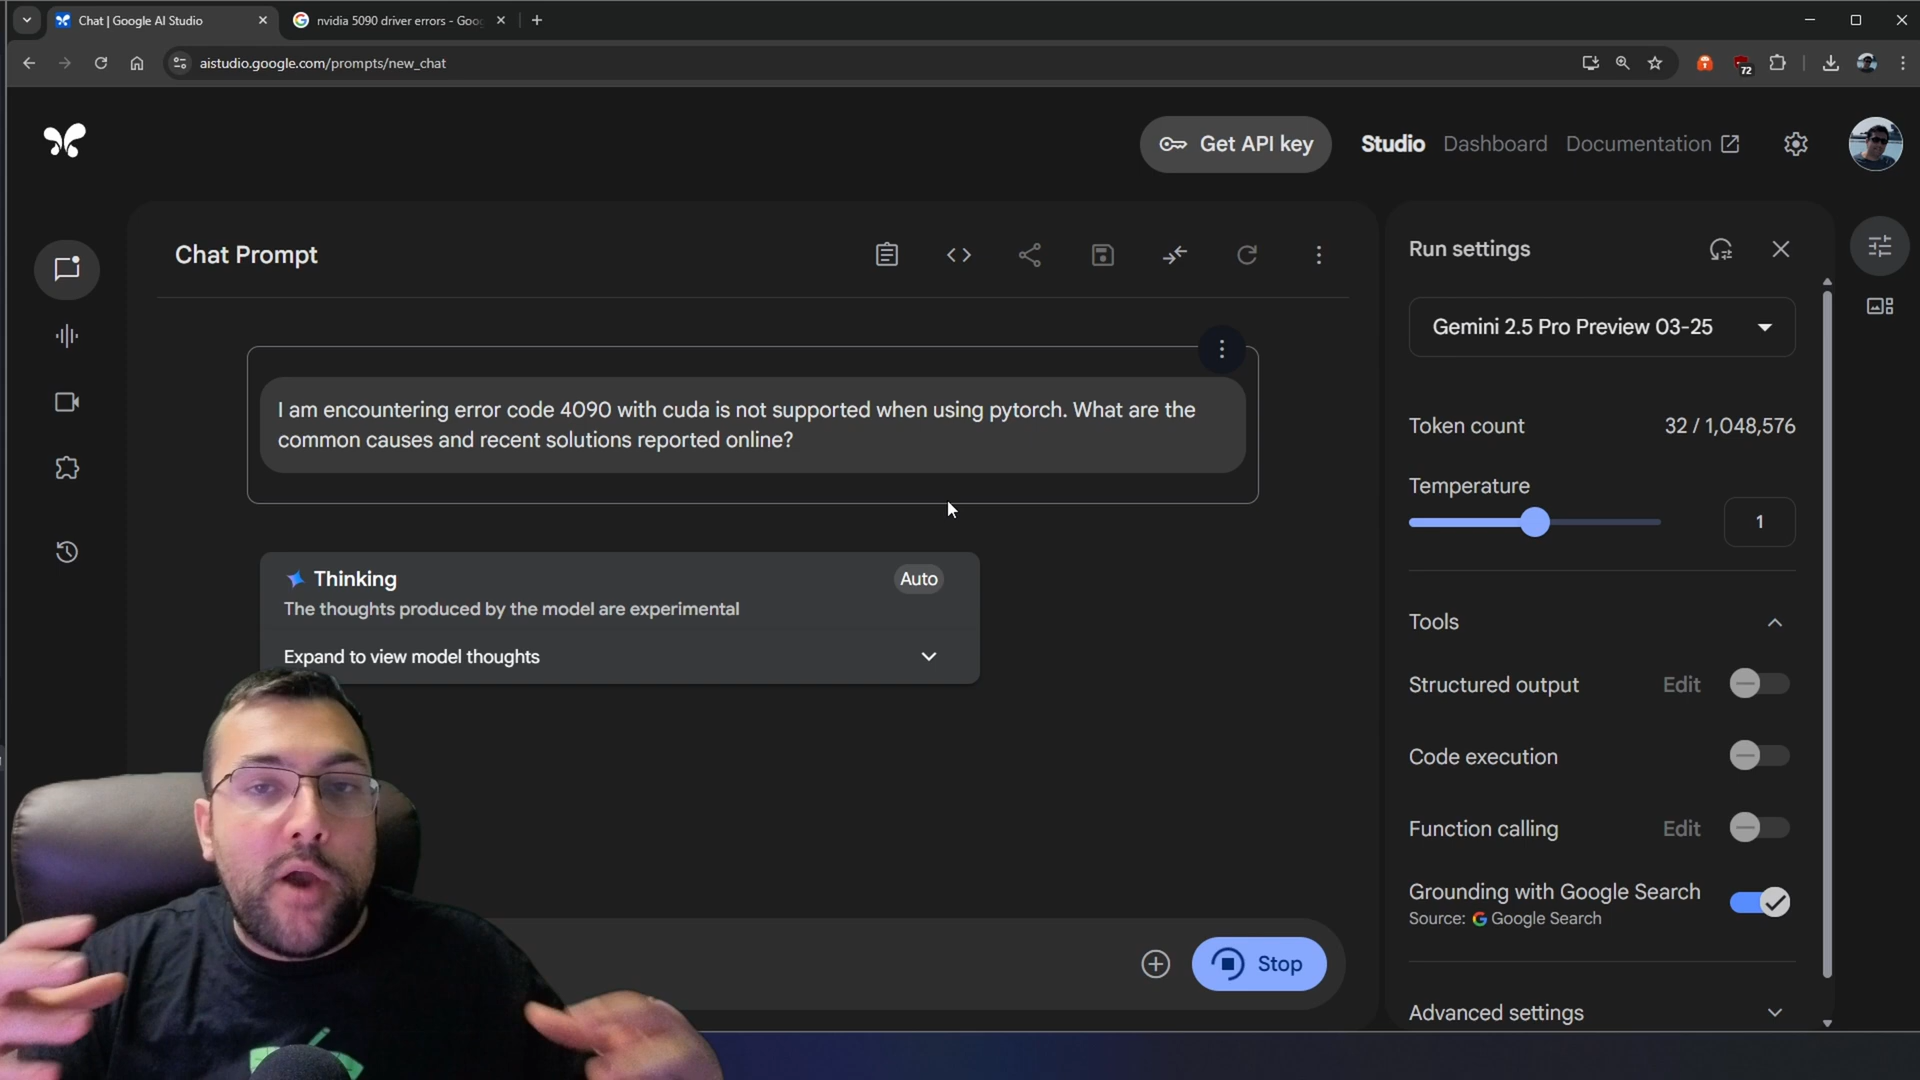 Chat | Google AI Studio
nvidia 5090 driver errors - Goo
aistudio.google.com/prompts/new_chat
72
Get API key
Studio
Dashboard
Documentation
Chat Prompt
I am encountering error code 4090 with cuda is not supported when using pytorch. What are the
common causes and recent solutions reported online?
Thinking
Auto
The thoughts produced by the model are experimental
Expand to view model thoughts
Stop
Run settings
Gemini 2.5 Pro Preview 03-25
Token count
32 / 1,048,576
Temperature
1
Tools
Structured output
Edit
Code execution
Function calling
Edit
Grounding with Google Search
Source: G Google Search
Advanced settings